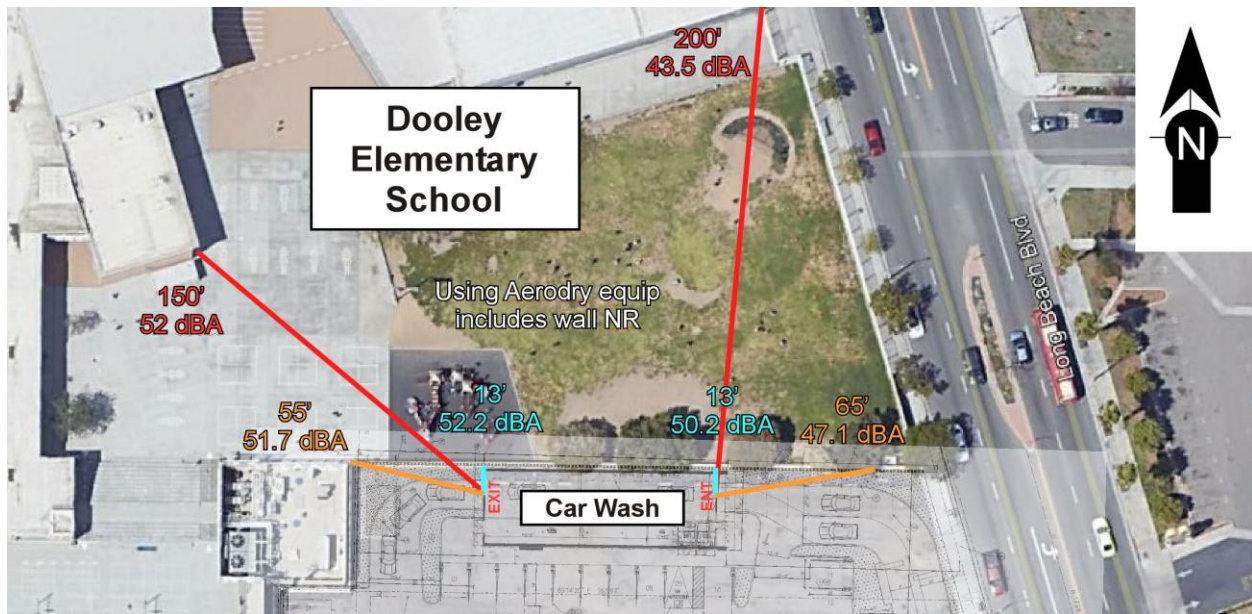 200'
43.5 dBA
Dooley
Elementary
School
N
Long Beach Blvd
150'
52 dBA
Using Aerodry equip
includes wall NR
55'
51.7 dBA
13'
52.2 dBA
13'
50.2 dBA
65'
47.1 dBA
EXIT
Car Wash
ENT